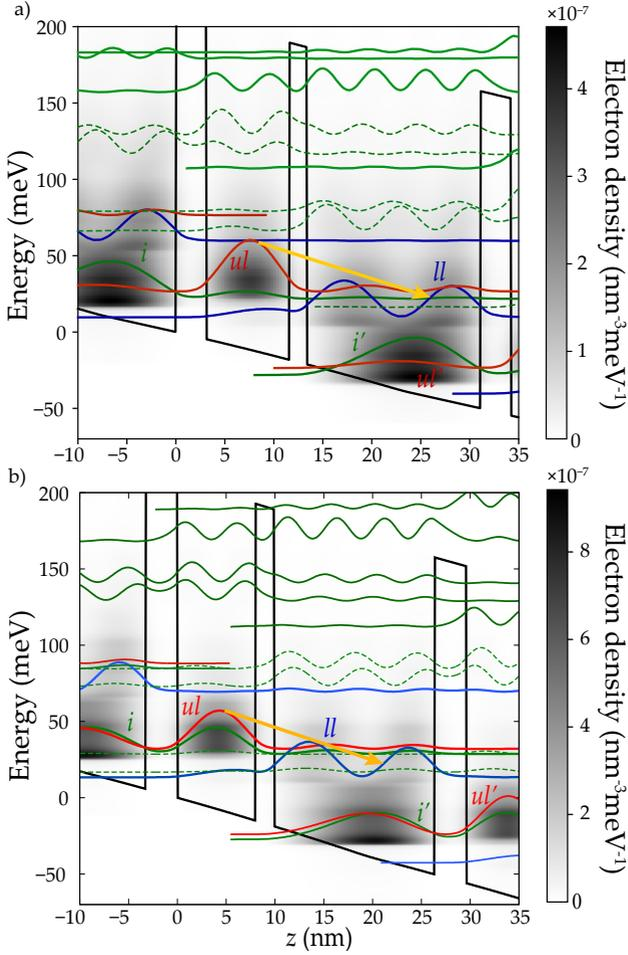 a)
×10⁻⁷
200
150
100
50
0
−50
Energy (meV)
i
ul
ll
i′
ul′
4
3
2
1
0
Electron density (nm⁻³meV⁻¹)
−10 −5 0 5 10 15 20 25 30 35
b)
×10⁻⁷
200
150
100
50
0
−50
Energy (meV)
i
ul
ll
i′
ul′
8
6
4
2
0
Electron density (nm⁻³meV⁻¹)
−10 −5 0 5 10 15 20 25 30 35
z (nm)